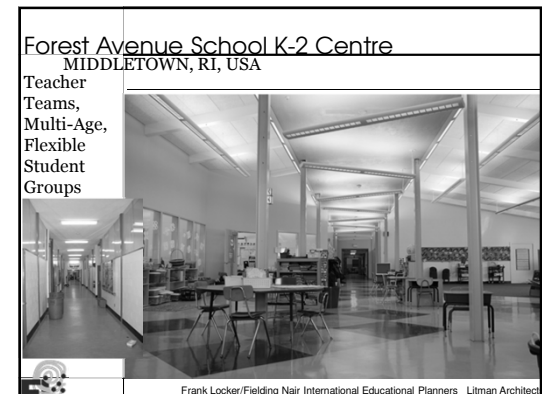 Forest Avenue School K-2 Centre
MIDDLETOWN, RI, USA
Teacher
Teams,
Multi-Age,
Flexible
Student
Groups
Frank Locker/Fielding Nair International Educational Planners Litman Architect